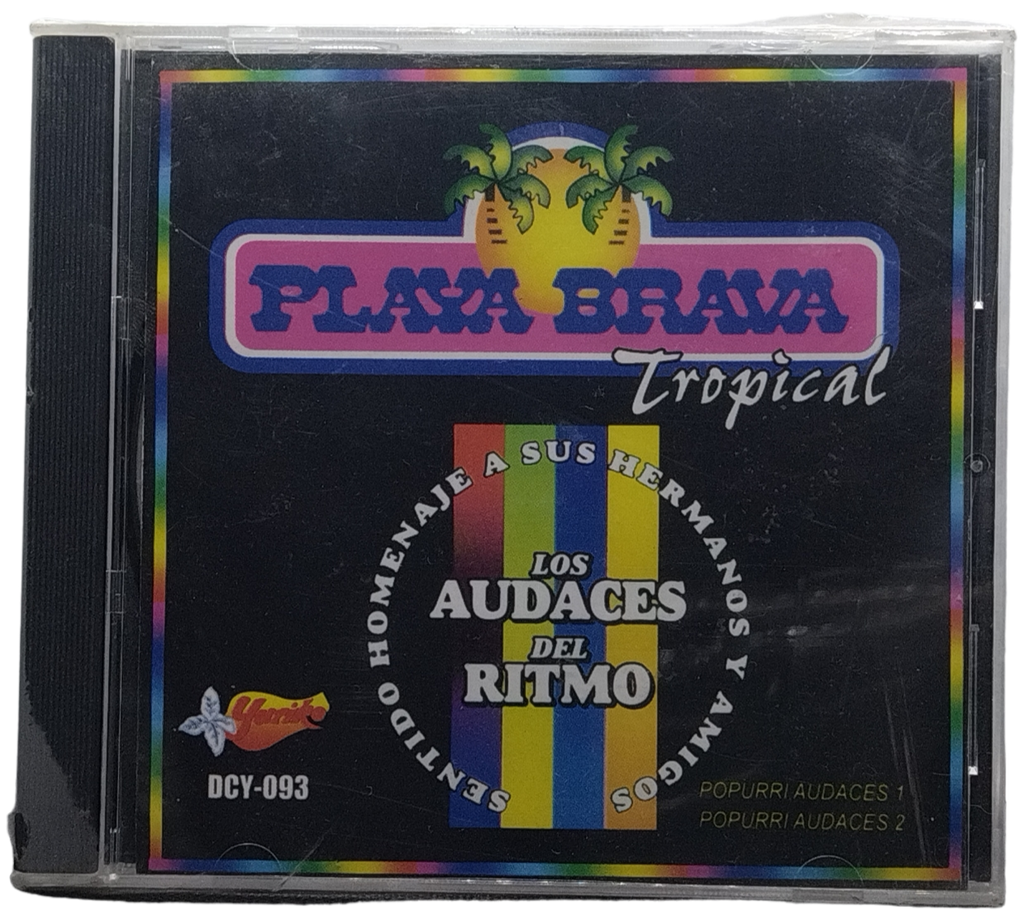 PLAYA BRAVA
Tropical
SENTIDO HOMENAJE A SUS HERMANOS Y AMIGOS
LOS
AUDACES
DEL
RITMO
DCY-093
POPURRI AUDACES 1
POPURRI AUDACES 2